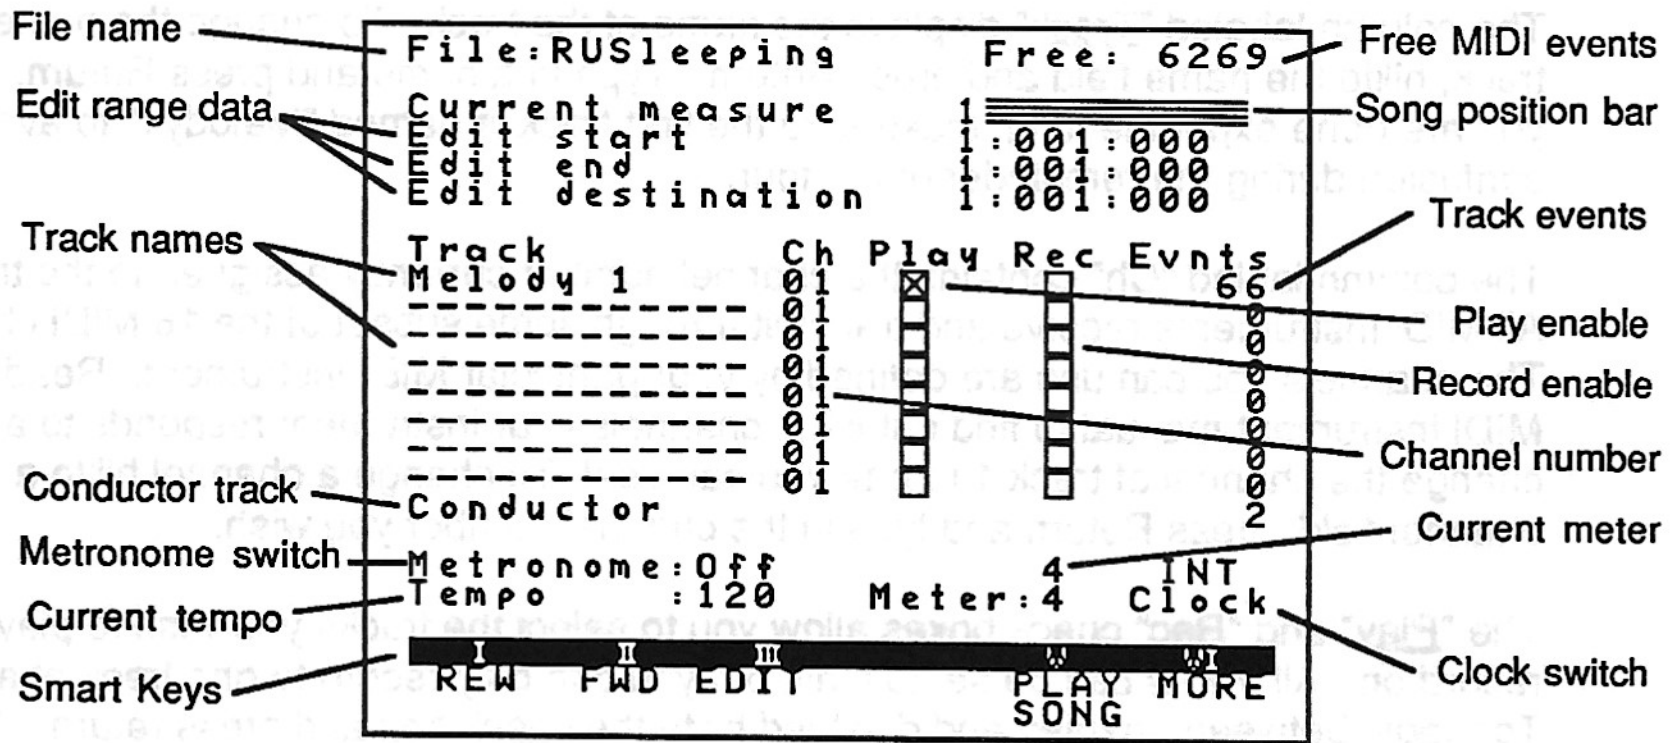 File name
File:RUSleeping Free: 6269
Free MIDI events
Edit range data
Current measure 1
Song position bar
Edit start 1:001:000
Edit end 1:001:000
Edit destination 1:001:000
Track events
Track names
Track Ch Play Rec Evnts
Melody 1 01 66
-------------- 01 0
Play enable
-------------- 01 0
-------------- 01 0
Record enable
-------------- 01 0
-------------- 01 0
-------------- 01 0
Channel number
-------------- 01 0
Conductor track
Conductor 2
Current meter
Metronome switch
Metronome:Off 4 INT
Tempo :120 Meter:4 Clock
Current tempo
Clock switch
Smart Keys
I II III
REW FWD EDIT PLAY MORE
SONG